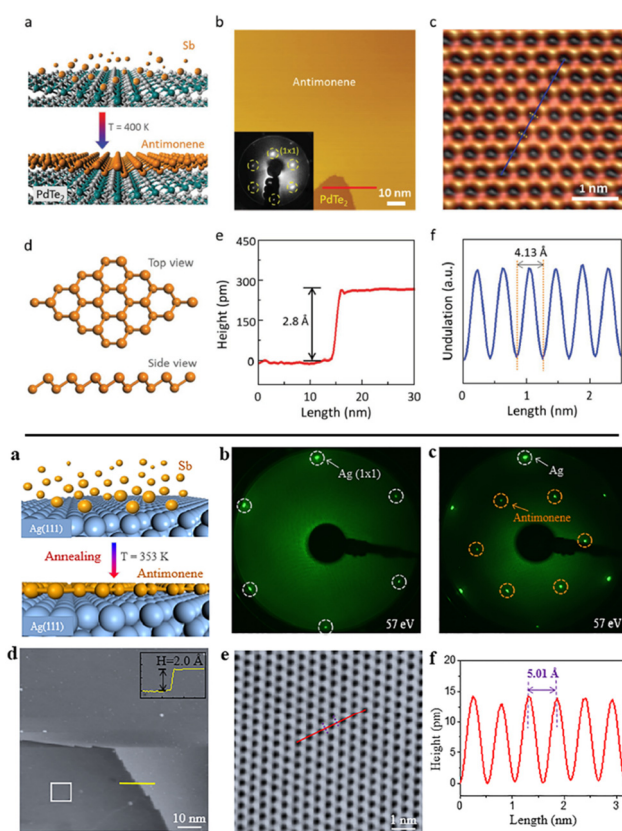 a
Sb
T = 400 K
Antimonene
PdTe₂
b
Antimonene
(1x1)
PdTe₂
10 nm
c
1 nm
d
Top view
Side view
e
Height (pm)
450
300
150
0
2.8 Å
0
10
20
30
Length (nm)
f
Undulation (a.u.)
4.13 Å
0
1
2
Length (nm)
a
Sb
Ag(111)
Annealing
T = 353 K
Antimonene
Ag(111)
b
Ag (1x1)
57 eV
c
Ag
Antimonene
57 eV
d
H=2.0 Å
10 nm
e
1 nm
f
Height (pm)
20
15
10
5
0
5.01 Å
0
1
2
3
Length (nm)